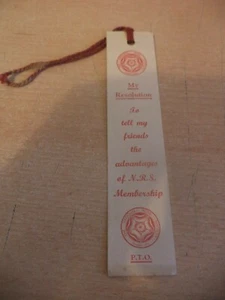 My
Resolution
To
tell my
friends
the
advantages
of N.R.S.
Membership
P.T.O.